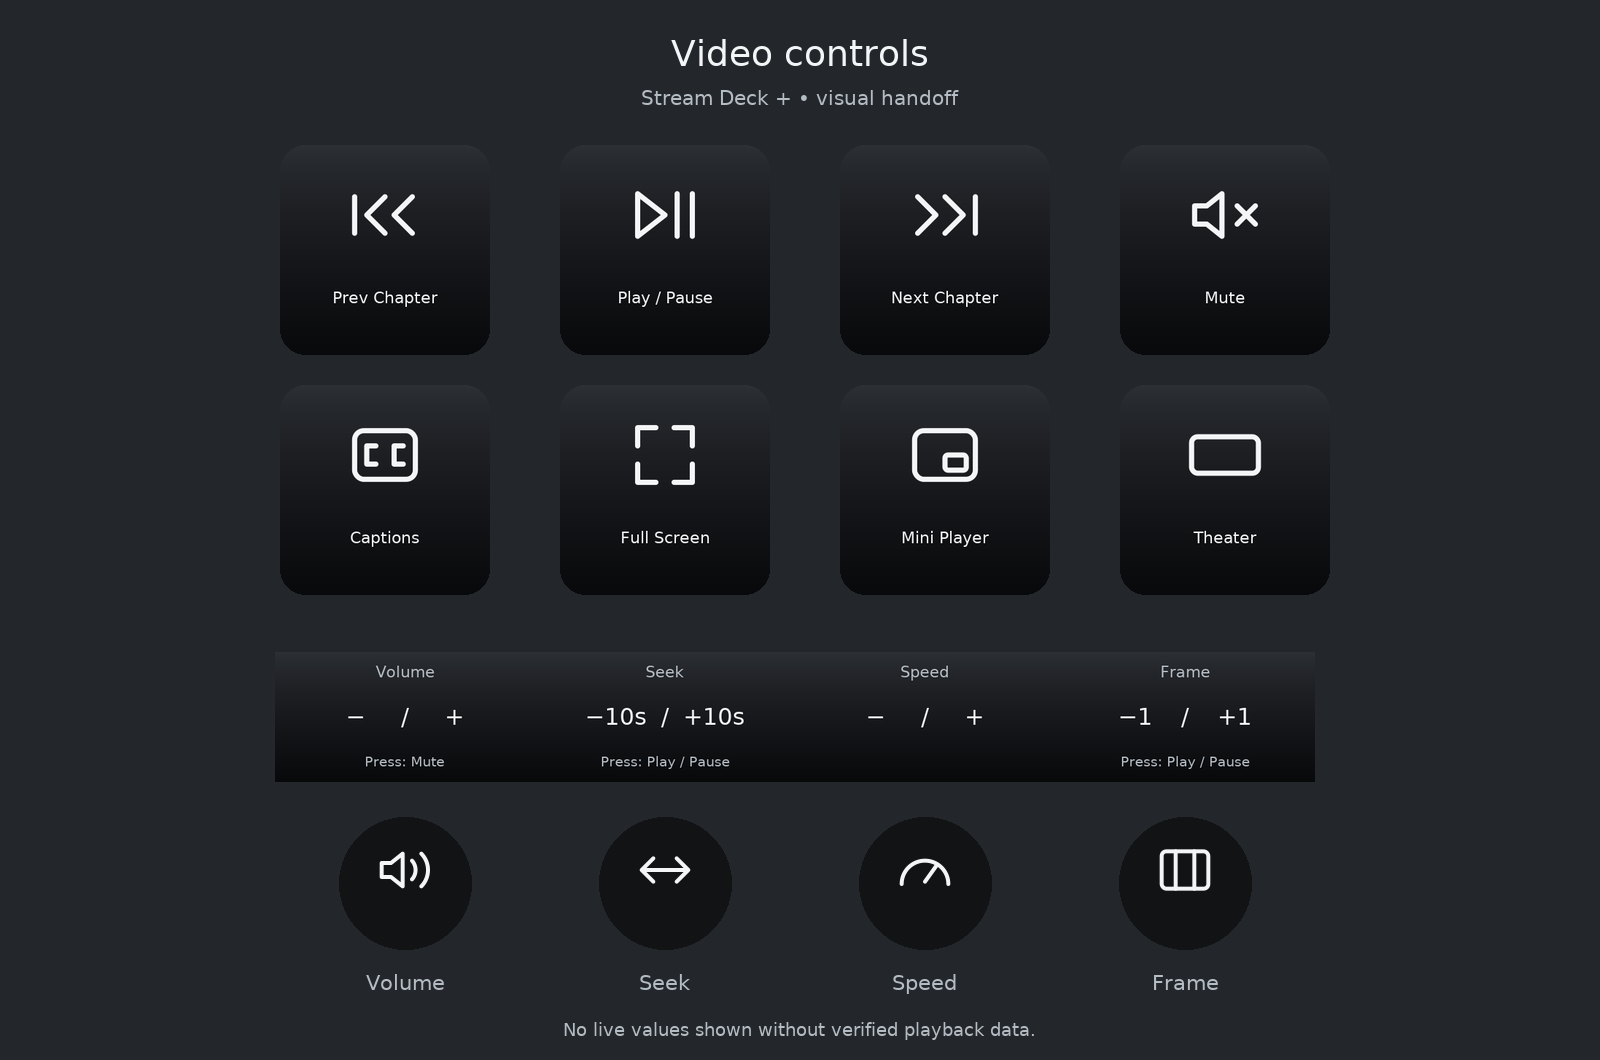 Video controls
Stream Deck + • visual handoff
Prev Chapter
Play / Pause
Next Chapter
Mute
Captions
Full Screen
Mini Player
Theater
Volume
Seek
Speed
Frame
− / +
−10s / +10s
− / +
−1 / +1
Press: Mute
Press: Play / Pause
Press: Play / Pause
Volume
Seek
Speed
Frame
No live values shown without verified playback data.